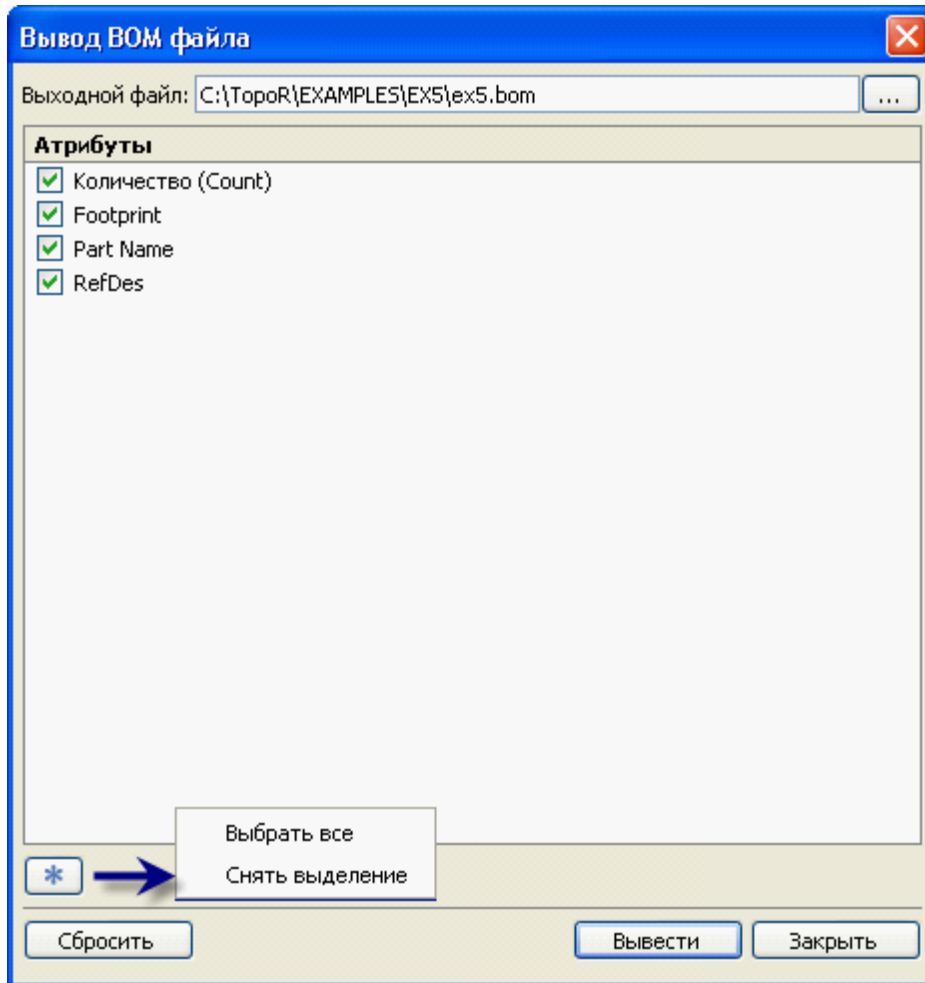 Вывод BOM файла
Выходной файл: C:\TopoR\EXAMPLES\EX5\ex5.bom ...
Атрибуты
Количество (Count)
Footprint
Part Name
RefDes
Выбрать все
* Снять выделение
Сбросить Вывести Закрыть